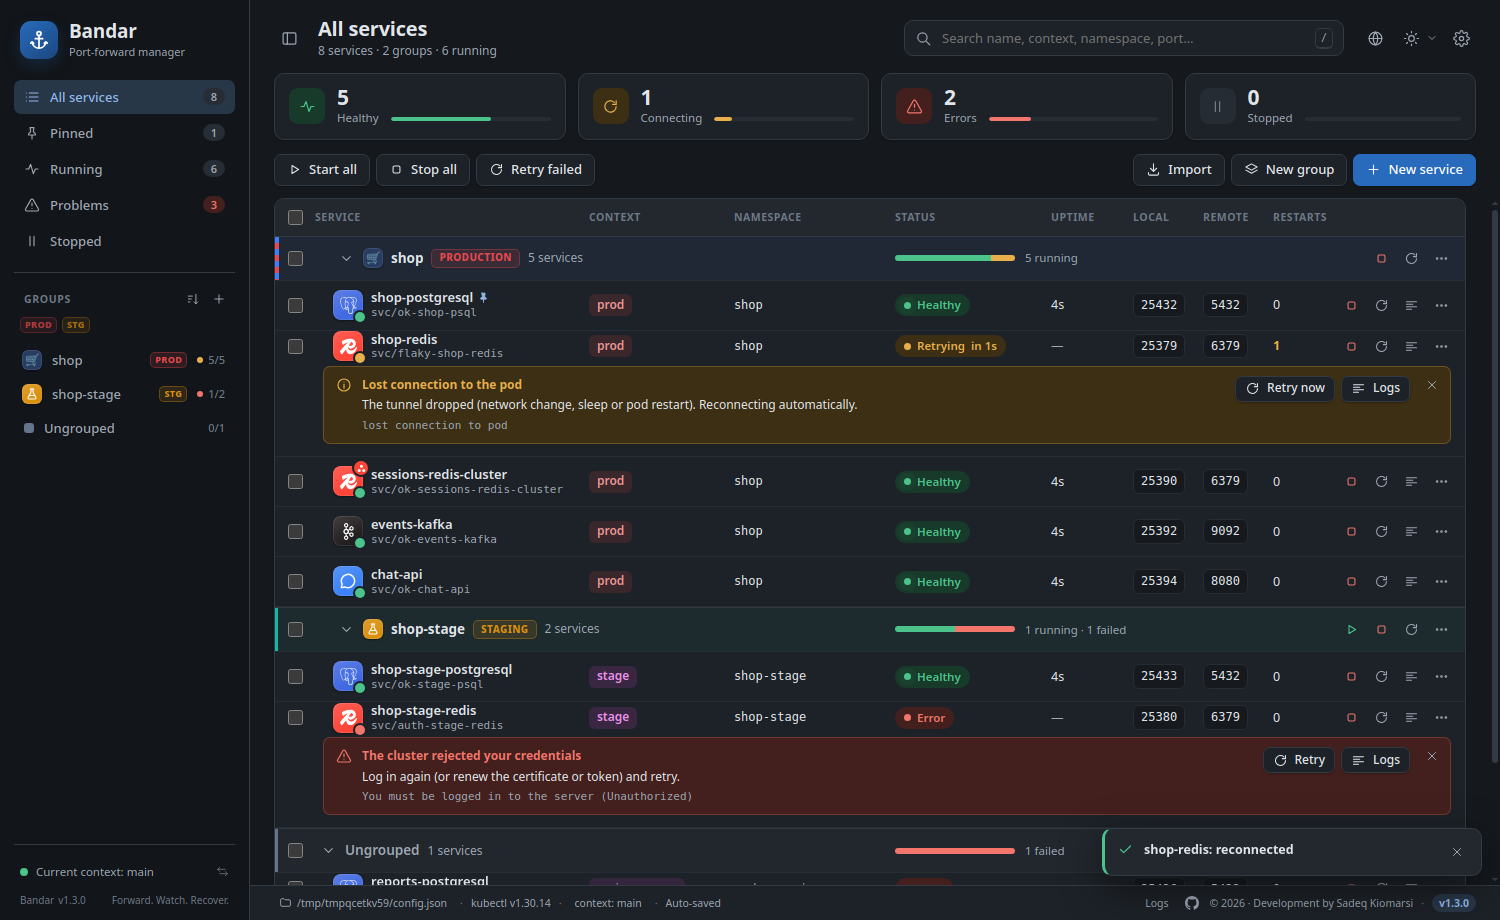 Bandar
Port-forward manager
All services 8
Pinned 1
Running 6
Problems 3
Stopped
GROUPS
PROD STG
shop PROD 5/5
shop-stage STG 1/2
Ungrouped 0/1
Current context: main
Bandar v1.3.0 Forward. Watch. Recover.
All services
8 services · 2 groups · 6 running
Search name, context, namespace, port... /
5
Healthy
1
Connecting
2
Errors
0
Stopped
Start all Stop all Retry failed Import New group New service
SERVICE CONTEXT NAMESPACE STATUS UPTIME LOCAL REMOTE RESTARTS
shop PRODUCTION 5 services 5 running
shop-postgresql prod shop Healthy 4s 25432 5432 0
svc/ok-shop-psql
shop-redis prod shop Retrying in 1s — 25379 6379 1
svc/flaky-shop-redis
Lost connection to the pod Retry now Logs
The tunnel dropped (network change, sleep or pod restart). Reconnecting automatically.
lost connection to pod
sessions-redis-cluster prod shop Healthy 4s 25390 6379 0
svc/ok-sessions-redis-cluster
events-kafka prod shop Healthy 4s 25392 9092 0
svc/ok-events-kafka
chat-api prod shop Healthy 4s 25394 8080 0
svc/ok-chat-api
shop-stage STAGING 2 services 1 running · 1 failed
shop-stage-postgresql stage shop-stage Healthy 4s 25433 5432 0
svc/ok-stage-psql
shop-stage-redis stage shop-stage Error — 25380 6379 0
svc/auth-stage-redis
The cluster rejected your credentials Retry Logs
Log in again (or renew the certificate or token) and retry.
You must be logged in to the server (Unauthorized)
Ungrouped 1 services 1 failed
shop-redis: reconnected
reports-postgresql
/tmp/tmpqcetkv59/config.json · kubectl v1.30.14 · context: main · Auto-saved Logs © 2026 · Development by Sadeq Kiomarsi · v1.3.0